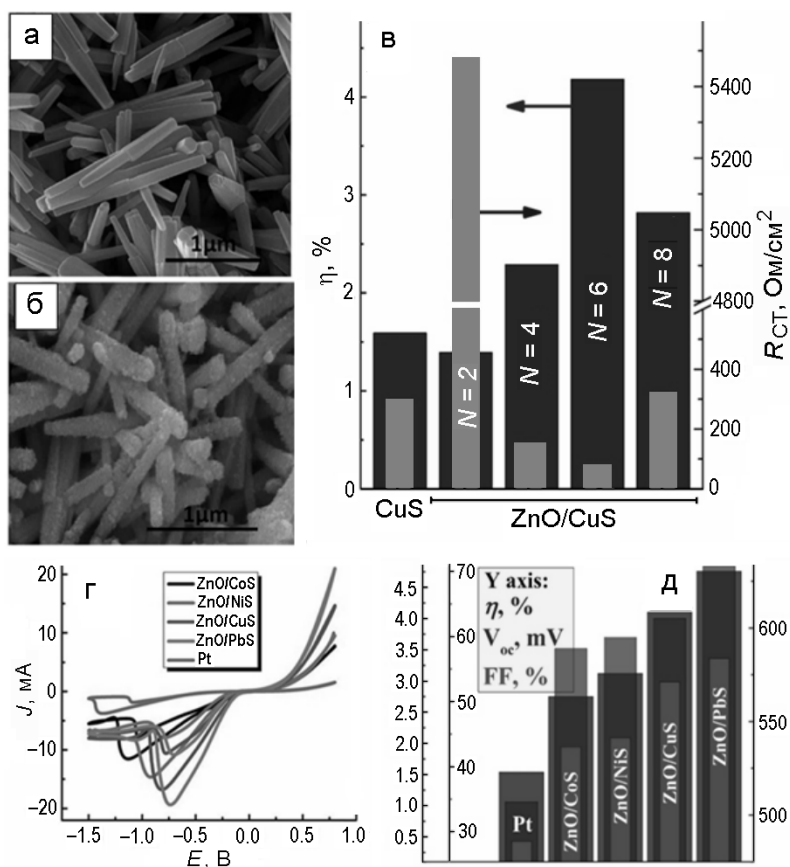 а
1μm
б
1μm
в
η, %
4
3
2
1
0
N = 2
N = 4
N = 6
N = 8
5400
5200
5000
4800
400
200
0
R_CT, Ом/см²
CuS
ZnO/CuS
г
J, мА
20
10
0
−10
−20
ZnO/CoS
ZnO/NiS
ZnO/CuS
ZnO/PbS
Pt
−1.5 −1.0 −0.5 0.0 0.5
E, В
д
4.5
4.0
3.5
3.0
2.5
2.0
1.5
1.0
0.5
70
60
50
40
30
Y axis:
η, %
V_oc, mV
FF, %
Pt
ZnO/CoS
ZnO/NiS
ZnO/CuS
ZnO/PbS
600
550
500